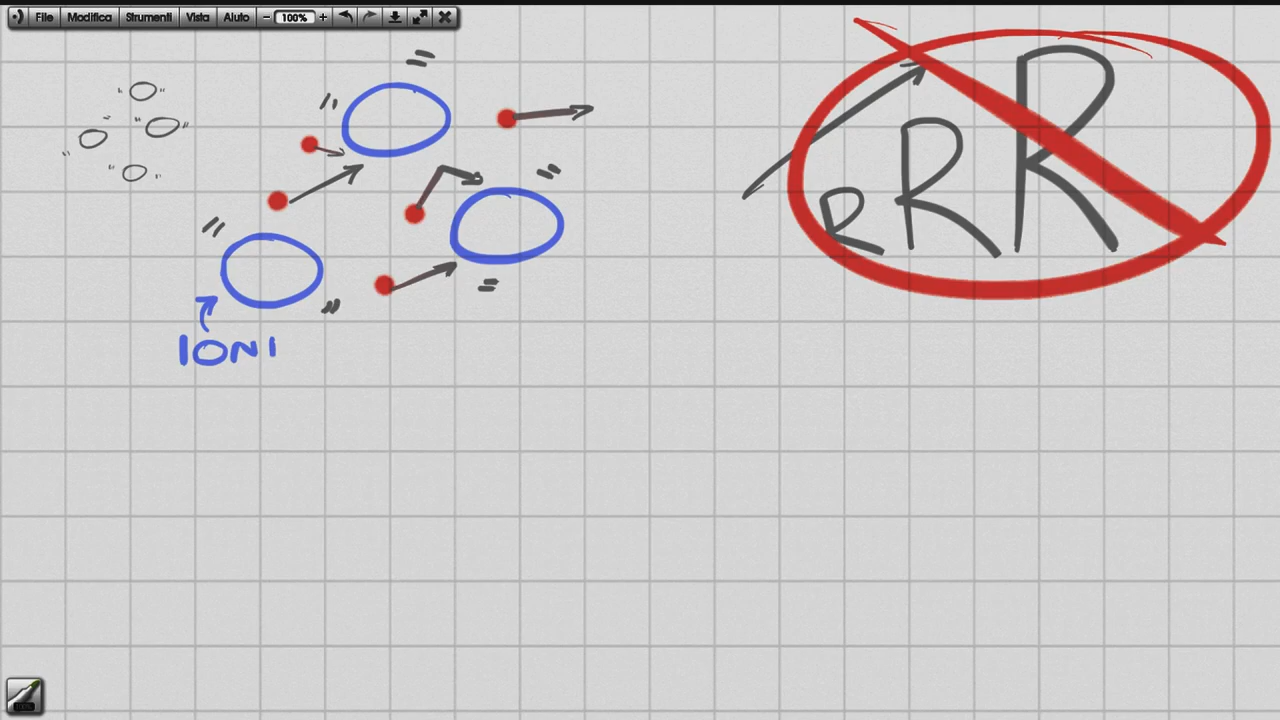 File Modifica Strumenti Vista Aiuto − 100% +
R R R
IONI